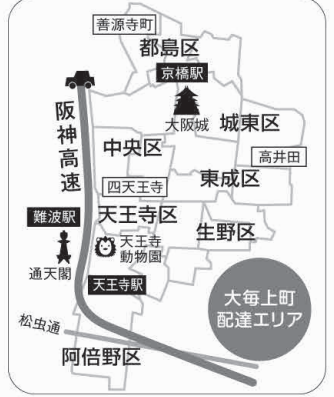 善源寺町
都島区
京橋駅
阪神高速
大阪城
城東区
中央区
高井田
東成区
四天王寺
難波駅
天王寺区
生野区
天王寺
動物園
通天閣
天王寺駅
大毎上町
配達エリア
松虫通
阿倍野区